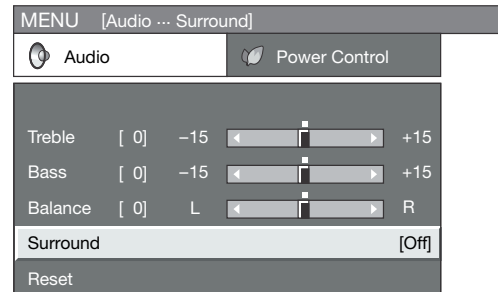 MENU [Audio ··· Surround]
Audio Power Control
Treble [ 0] –15 +15
Bass [ 0] –15 +15
Balance [ 0] L R
Surround [Off]
Reset